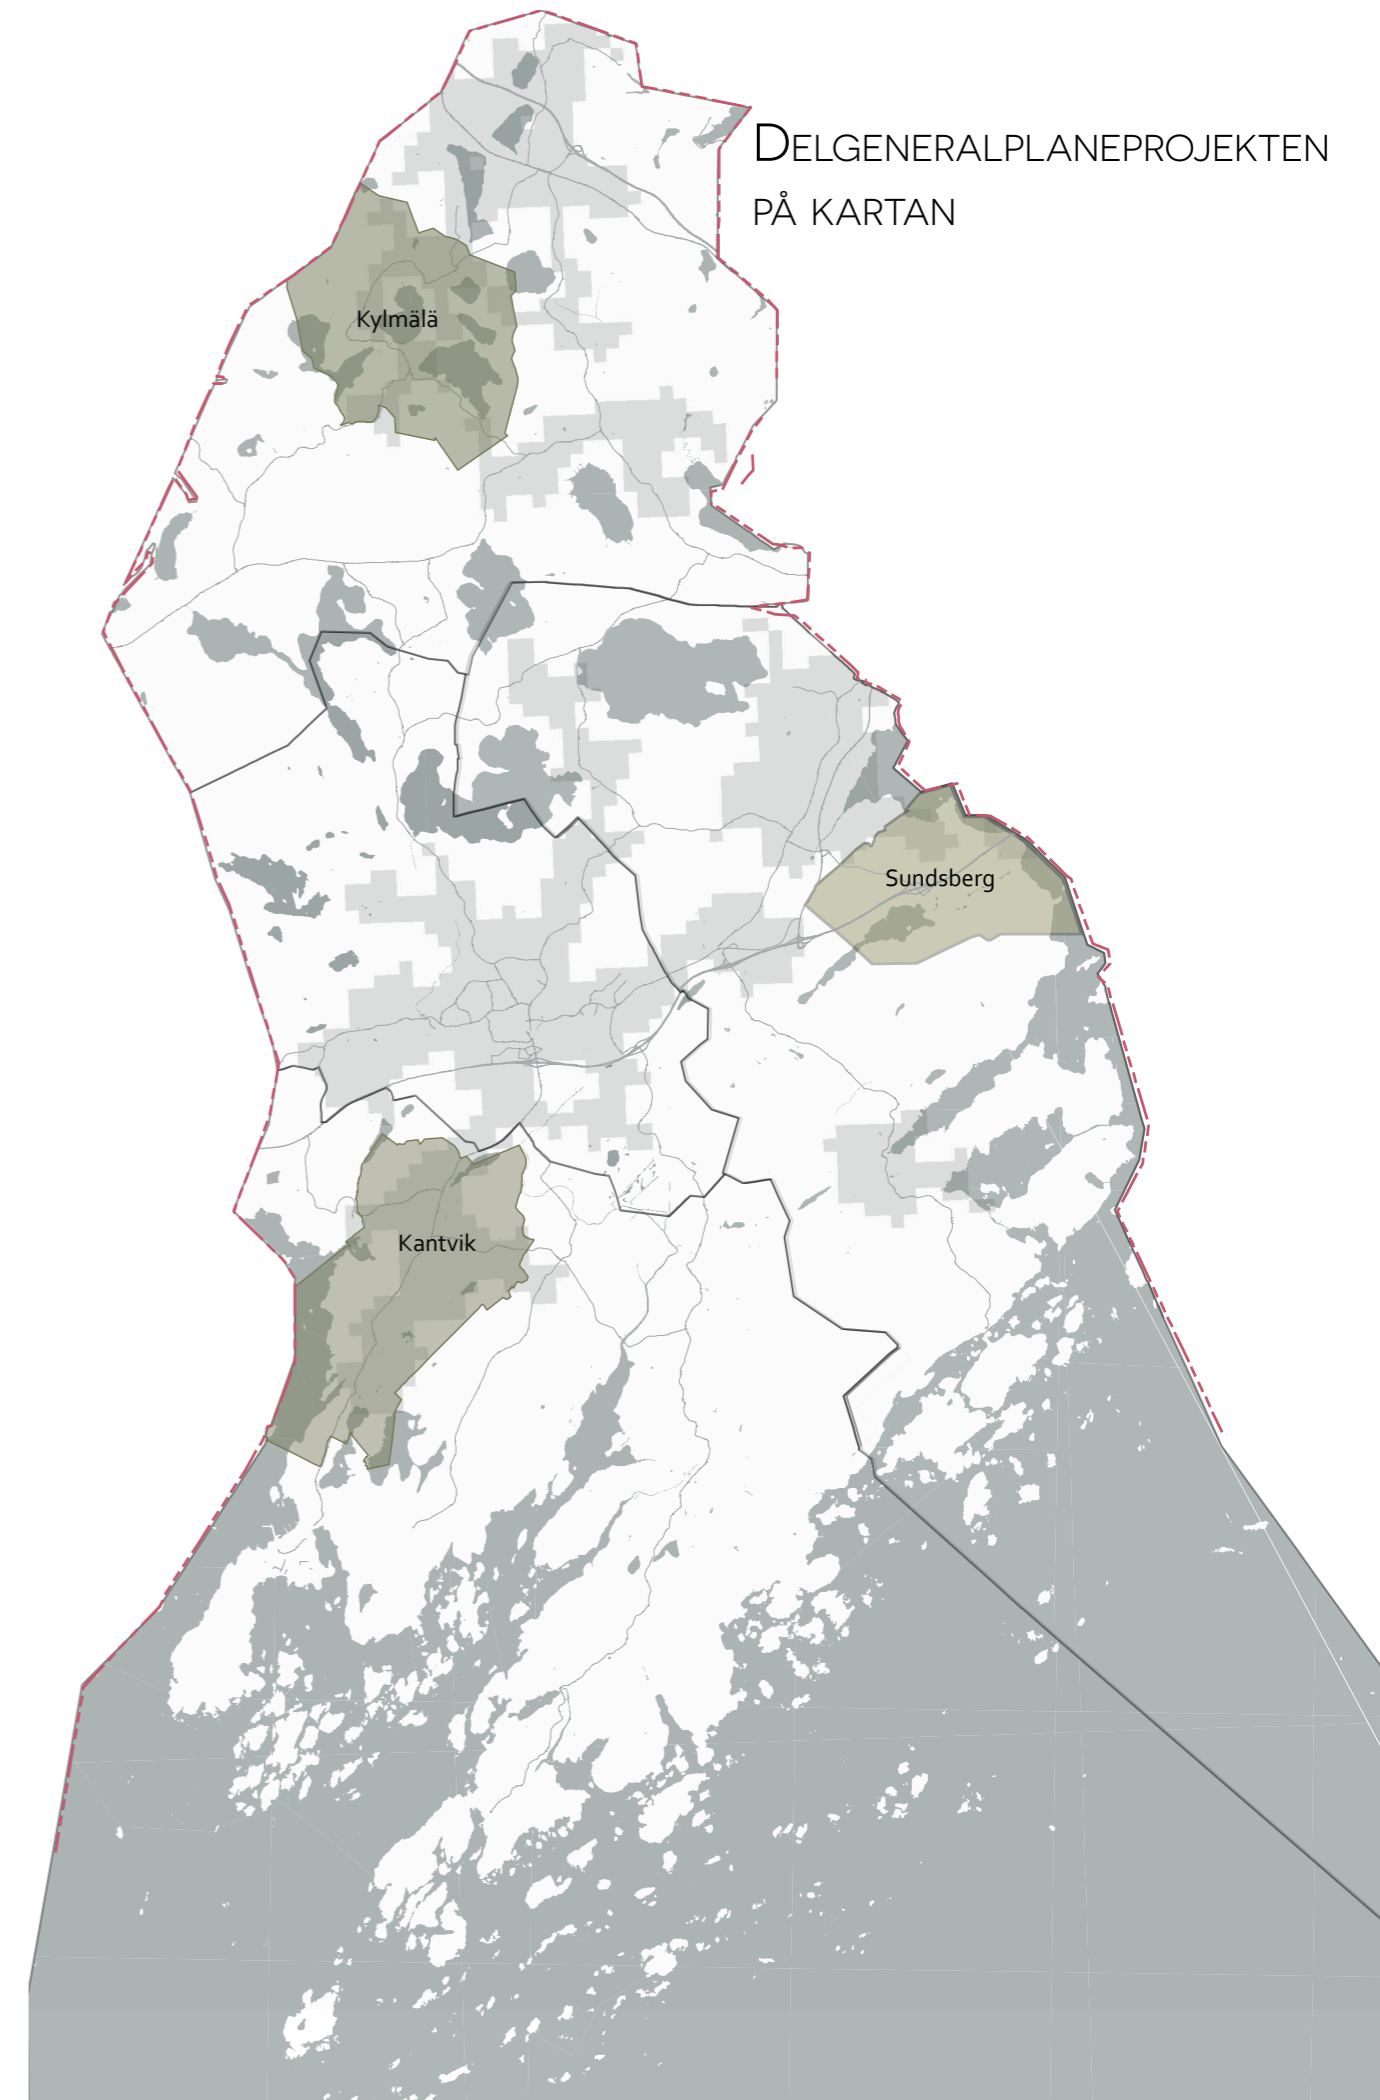 Delgeneralplaneprojekten
på kartan
Kylmälä
Sundsberg
Kantvik